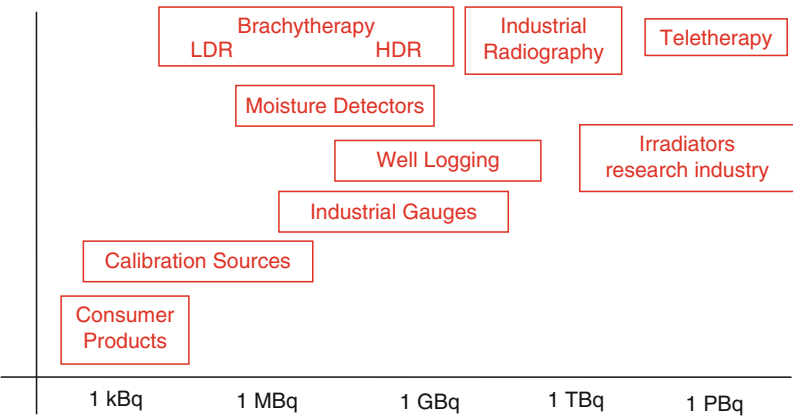 Brachytherapy
LDR HDR
Industrial
Radiography
Teletherapy
Moisture Detectors
Irradiators
research industry
Well Logging
Industrial Gauges
Calibration Sources
Consumer
Products
1 kBq 1 MBq 1 GBq 1 TBq 1 PBq